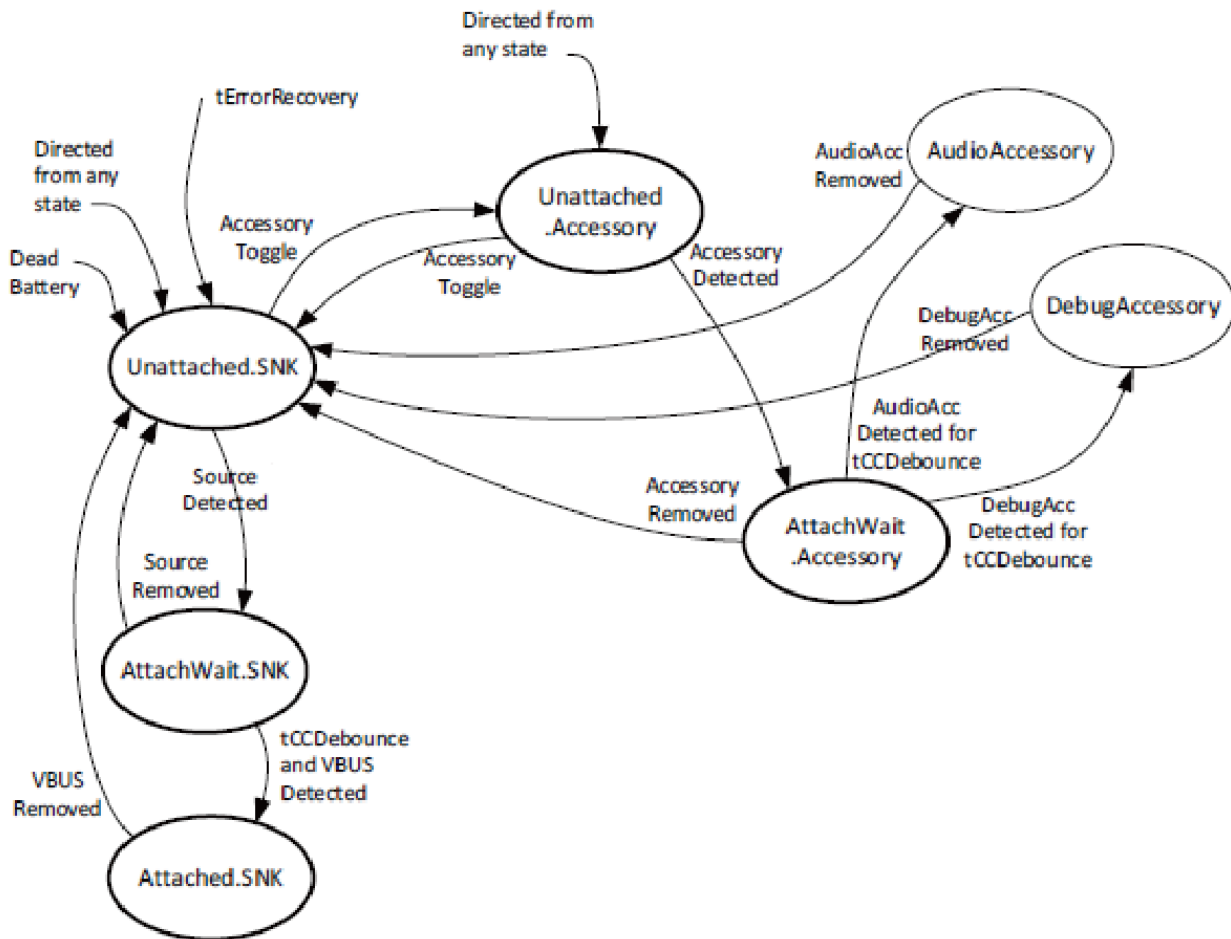 Directed from
any state
tErrorRecovery
Directed
from any
state
Dead
Battery
Accessory
Toggle
Accessory
Toggle
Unattached
.Accessory
AudioAcc
Removed
AudioAccessory
Accessory
Detected
DebugAccessory
DebugAcc
Removed
Unattached.SNK
AudioAcc
Detected for
tCCDebounce
Source
Detected
Accessory
Removed
DebugAcc
Detected for
tCCDebounce
AttachWait
.Accessory
Source
Removed
AttachWait.SNK
tCCDebounce
and VBUS
Detected
VBUS
Removed
Attached.SNK